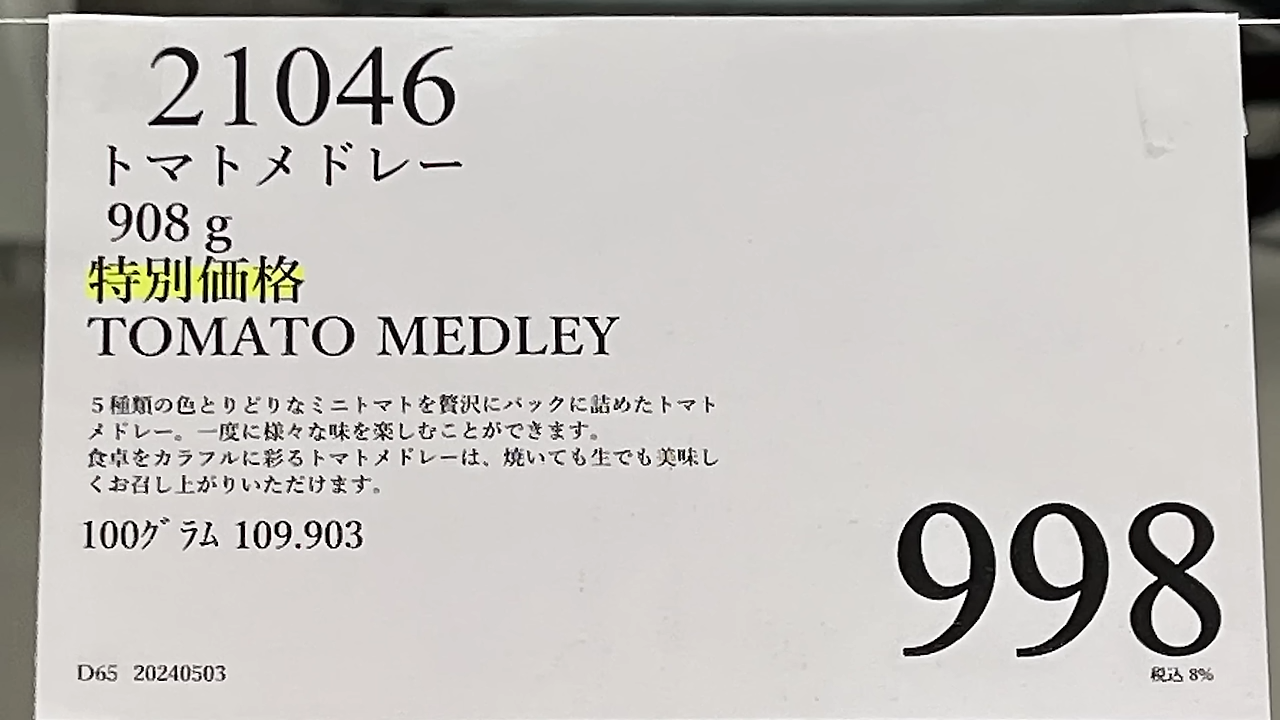 21046
トマトメドレー
908 g
特別価格
TOMATO MEDLEY
５種類の色とりどりなミニトマトを贅沢にパックに詰めたトマト
メドレー。一度に様々な味を楽しむことができます。
食卓をカラフルに彩るトマトメドレーは、焼いても生でも美味し
くお召し上がりいただけます。
100ｸﾞﾗﾑ 109.903
998
税込 8%
D65 20240503